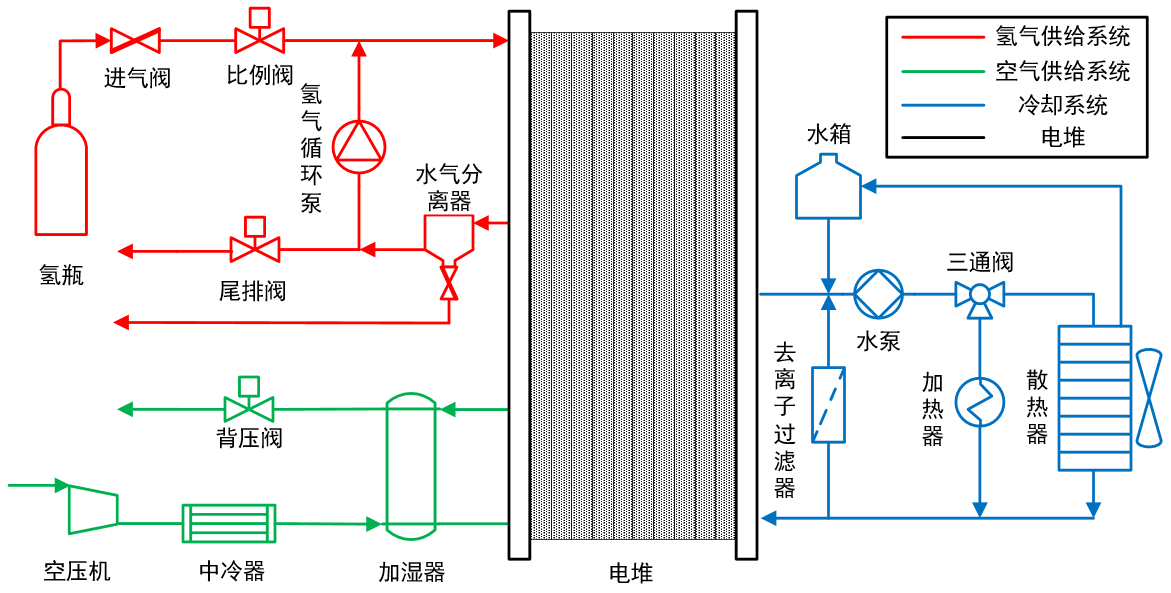 氢气供给系统
空气供给系统
冷却系统
电堆
进气阀
比例阀
氢气循环泵
水气分
离器
氢瓶
尾排阀
水箱
三通阀
水泵
去离子过滤器
加热器
散热器
背压阀
空压机
中冷器
加湿器
电堆